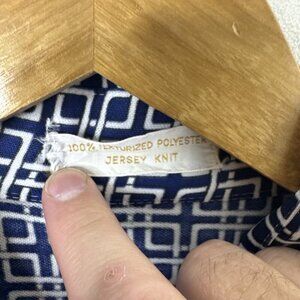 100% TEXTURIZED POLYESTER
JERSEY KNIT